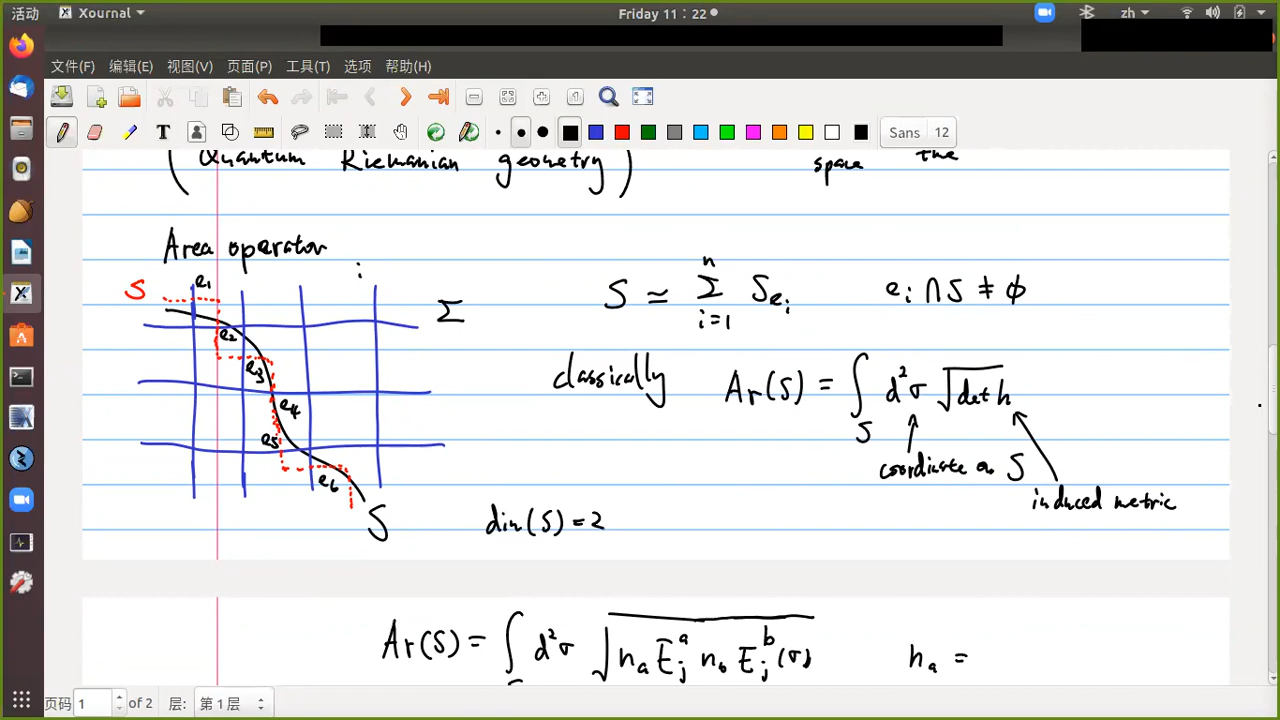 活动 Xournal Friday 11：22 zh
文件(F) 编辑(E) 视图(V) 页面(P) 工具(T) 选项 帮助(H)
Sans 12
(Quantum Riemanian geometry) space the
Area operator :
S e₁ Σ
e₂
e₃
e₄
e₅
e₆
S
dim(S)=2
S ≃ Σ_{i=1}^{n} S_{e_i} e_i ∩ S ≠ ϕ
classically Ar(S) = ∫_S d²σ √det h
coordinate on S
induced metric
Ar(S) = ∫_S d²σ √(n_a E_j^a n_b E_j^b (σ)) n_a =
页码 1 of 2 层: 第 1 层